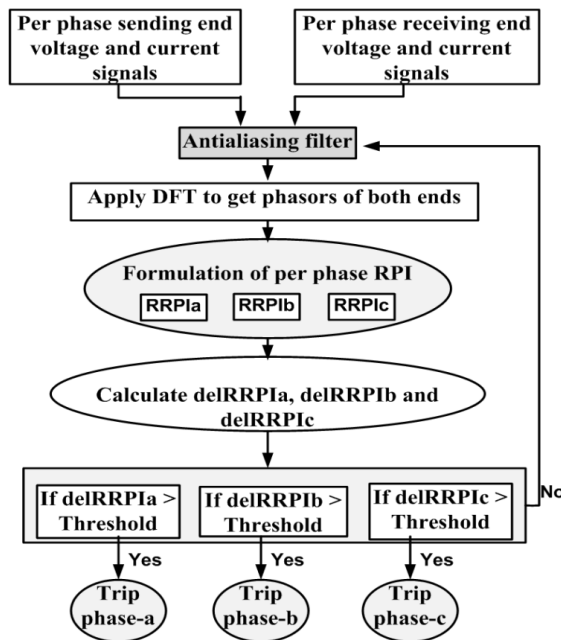 Per phase sending end
voltage and current
signals
Per phase receiving end
voltage and current
signals
Antialiasing filter
Apply DFT to get phasors of both ends
Formulation of per phase RPI
RRPIa
RRPIb
RRPIc
Calculate delRRPIa, delRRPIb and
delRRPIc
If delRRPIa >
Threshold
If delRRPIb >
Threshold
If delRRPIc >
Threshold
No
Yes
Yes
Yes
Trip
phase-a
Trip
phase-b
Trip
phase-c